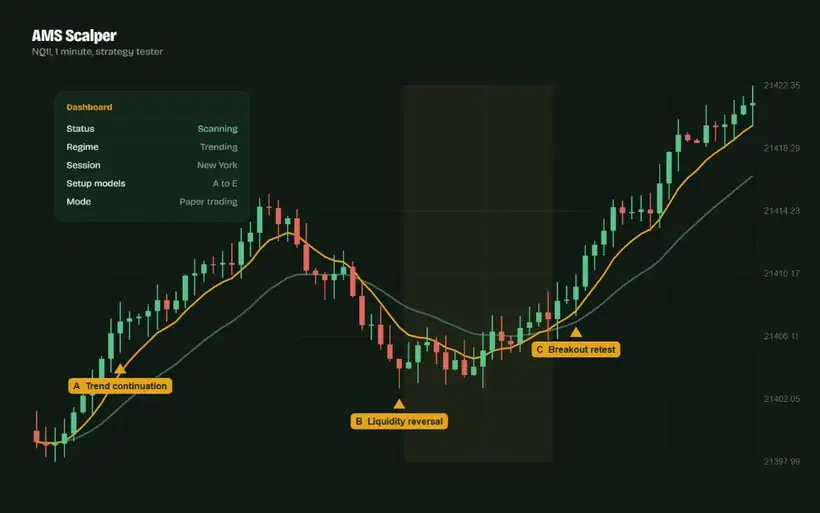 AMS Scalper
NQ1!, 1 minute, strategy tester
Dashboard
Status Scanning
Regime Trending
Session New York
Setup models A to E
Mode Paper trading
21422.35
21418.29
21414.23
21410.17
21406.11
21402.05
21397.99
A Trend continuation
B Liquidity reversal
C Breakout retest